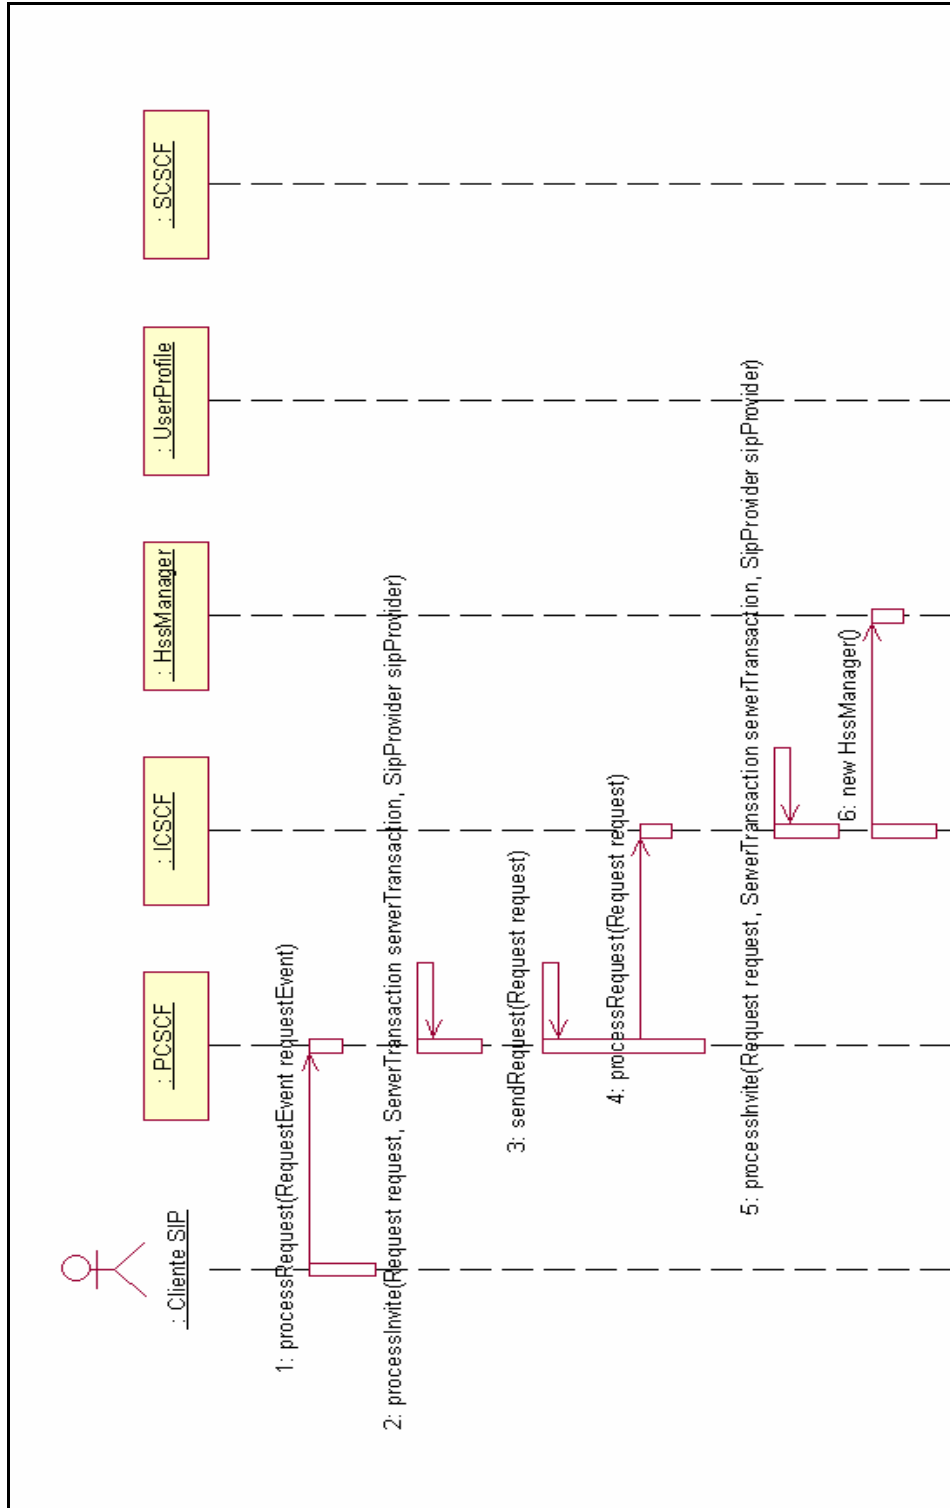 : Cliente SIP
: PCSCF
: ICSCF
: HssManager
: UserProfile
: SCSCF
1: processRequest(RequestEvent requestEvent)
2: processInvite(Request request, ServerTransaction serverTransaction, SipProvider sipProvider)
3: sendRequest(Request request)
4: processRequest(Request request)
5: processInvite(Request request, ServerTransaction serverTransaction, SipProvider sipProvider)
6: new HssManager()